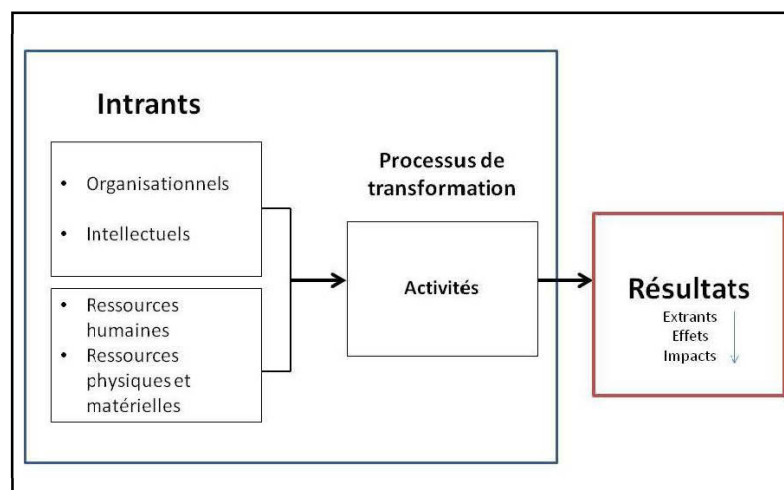 Intrants
• Organisationnels
• Intellectuels
• Ressources
humaines
• Ressources
physiques et
matérielles
Processus de
transformation
Activités
Résultats
Extrants
Effets
Impacts